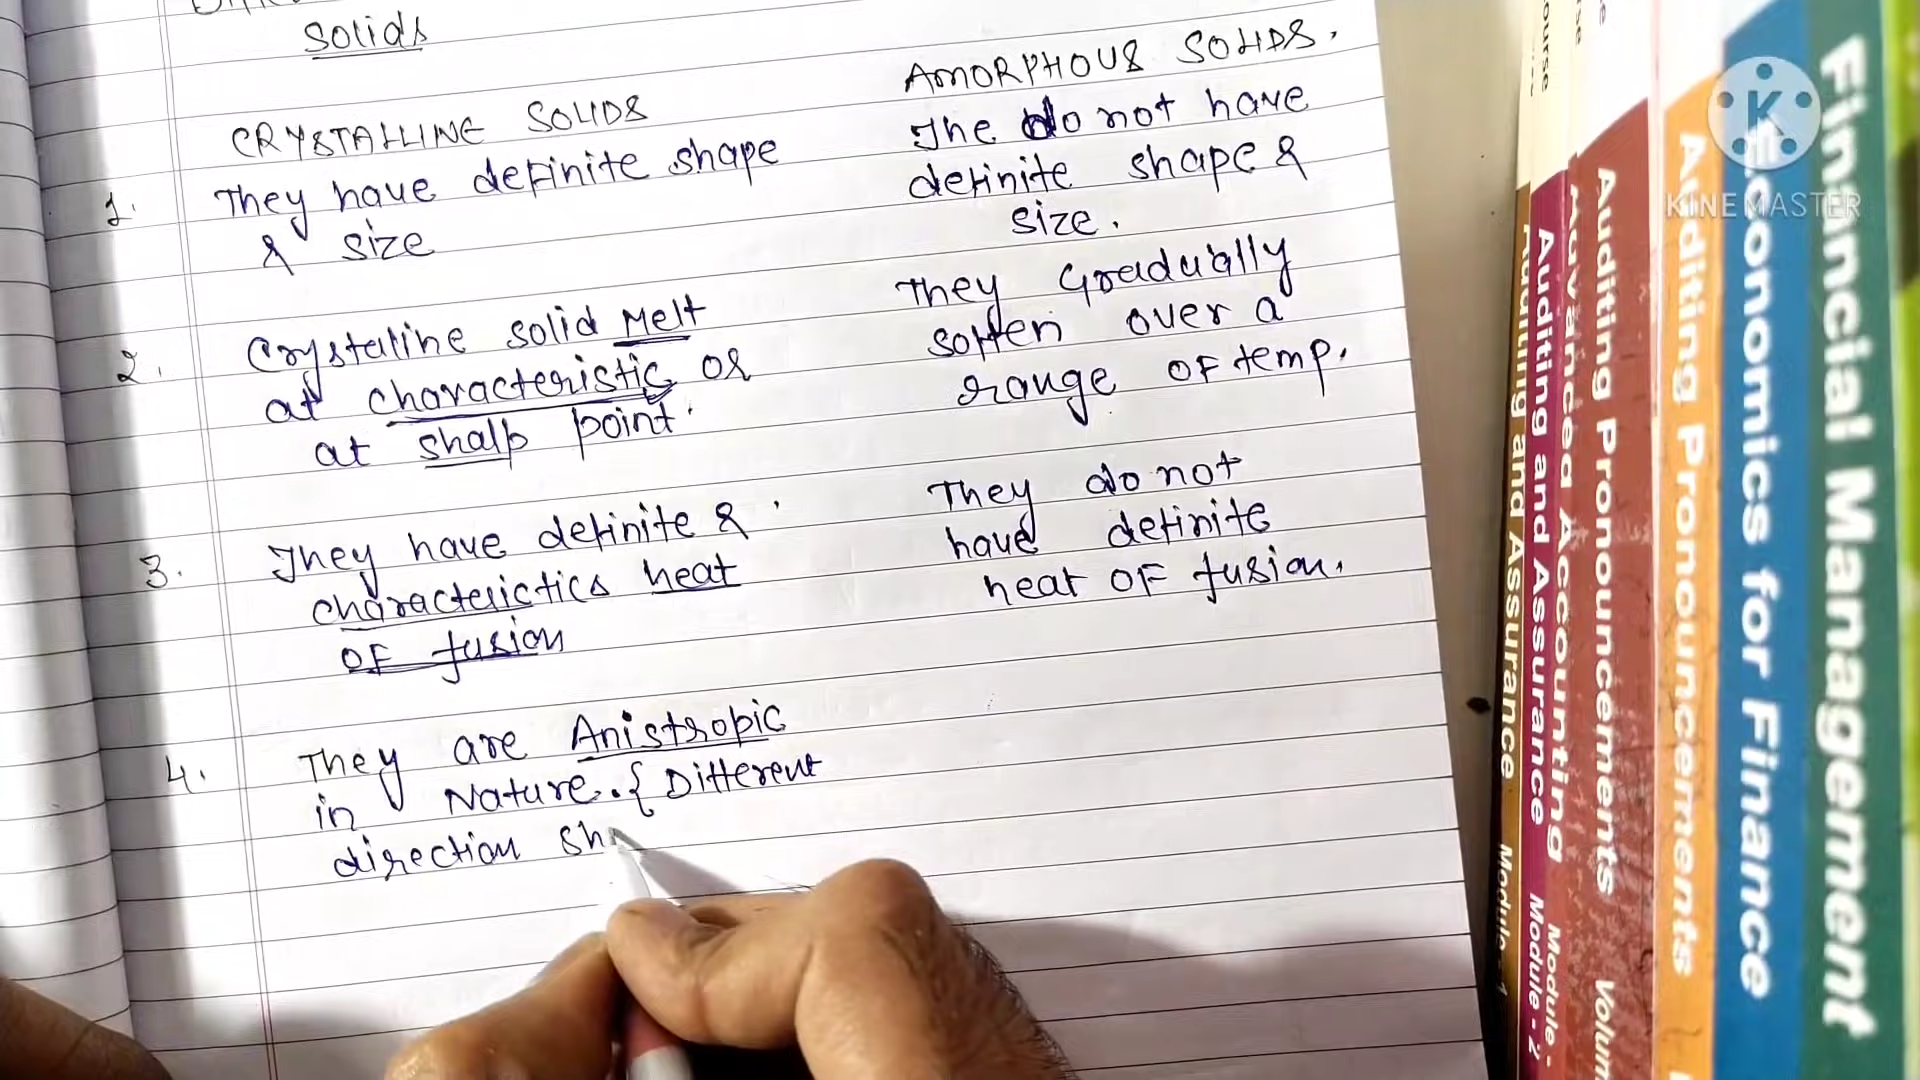 Solids
CRYSTALLINE SOLIDS
1. They have definite shape
& size
2. Crystalline solid Melt
at characteristic or
at sharp point.
3. They have definite &
characterictics heat
OF fusion
4. They are Anistropic
in Nature. { Different
direction sh
AMORPHOUS SOLIDS.
The do not have
definite shape &
size.
They Gradually
soften over a
range OF temp.
They do not
have definite
heat OF fusion.
Auditing and Assurance Module - 1
Auditing and Assurance Module - 2
Advanced Accounting Module -
Auditing Pronouncements Volum
Auditing Pronouncements
Economics for Finance
Financial Management
K
KINEMASTER